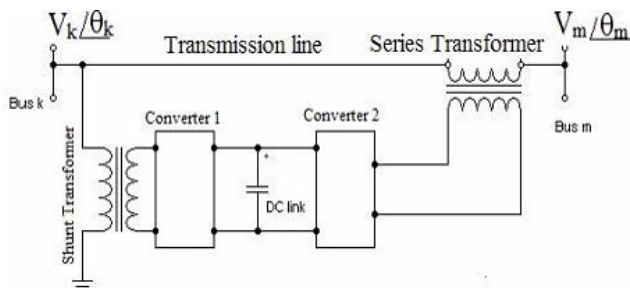 Vk/θk
Vm/θm
Transmission line
Series Transformer
Bus k
Bus m
Converter 1
Converter 2
Shunt Transformer
DC link
+